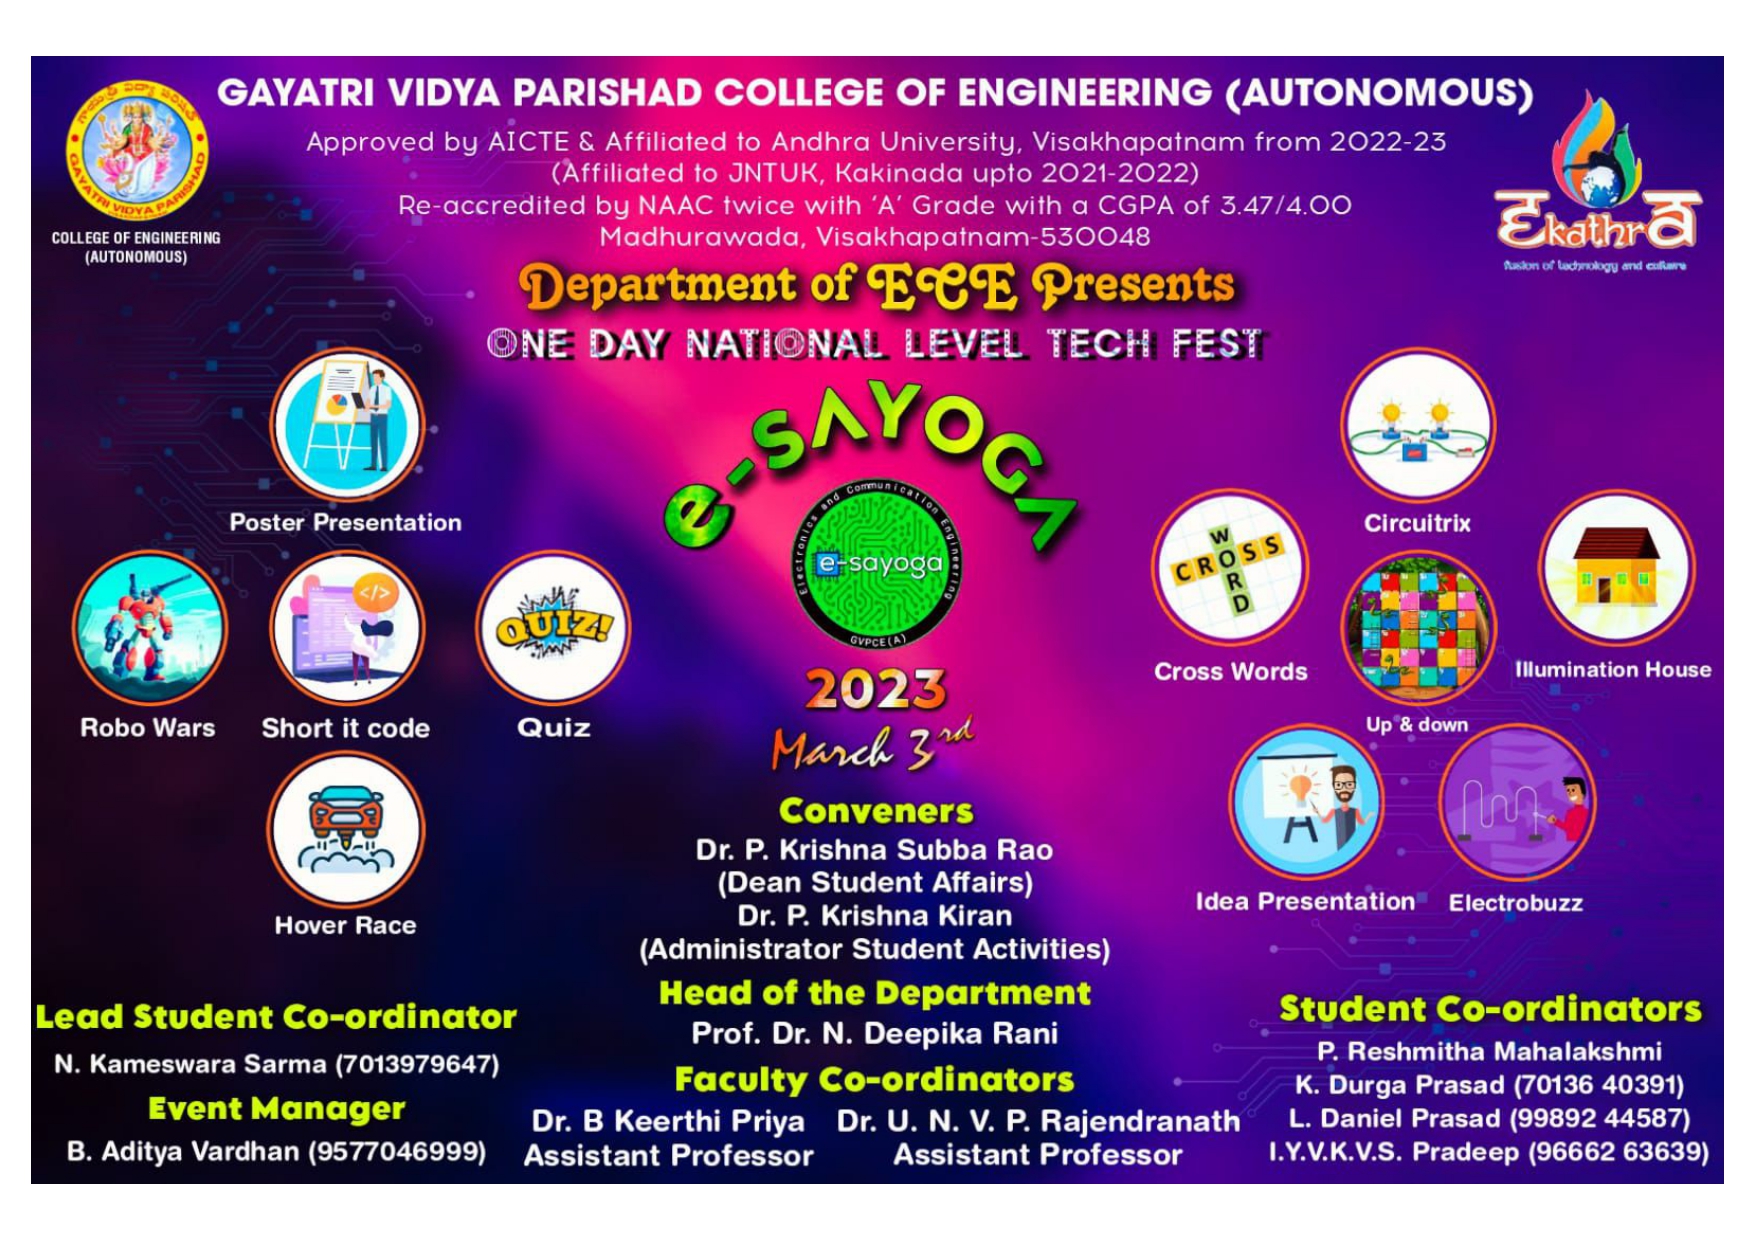 GAYATRI VIDYA PARISHAD COLLEGE OF ENGINEERING (AUTONOMOUS)
Approved by AICTE & Affiliated to Andhra University, Visakhapatnam from 2022-23
(Affiliated to JNTUK, Kakinada upto 2021-2022)
Re-accredited by NAAC twice with ‘A’ Grade with a CGPA of 3.47/4.00
Madhurawada, Visakhapatnam-530048
గాయత్రీ విద్యా పరిషత్
GAYATRI VIDYA PARISHAD
COLLEGE OF ENGINEERING
(AUTONOMOUS)
Ekathra
fusion of technology and culture
Department of ECE Presents
ONE DAY NATIONAL LEVEL TECH FEST
e-SAYOGA
Electronics and Communication Engineering
e-sayoga
GVPCE(A)
2023
March 3rd
Poster Presentation
Robo Wars
</>
Short it code
QUIZ!
Quiz
Hover Race
Circuitrix
CROSS
WORD
Cross Words
Up & down
Illumination House
Idea Presentation
Electrobuzz
Conveners
Dr. P. Krishna Subba Rao
(Dean Student Affairs)
Dr. P. Krishna Kiran
(Administrator Student Activities)
Head of the Department
Prof. Dr. N. Deepika Rani
Faculty Co-ordinators
Dr. B Keerthi Priya Dr. U. N. V. P. Rajendranath
Assistant Professor Assistant Professor
Lead Student Co-ordinator
N. Kameswara Sarma (7013979647)
Event Manager
B. Aditya Vardhan (9577046999)
Student Co-ordinators
P. Reshmitha Mahalakshmi
K. Durga Prasad (70136 40391)
L. Daniel Prasad (99892 44587)
I.Y.V.K.V.S. Pradeep (96662 63639)